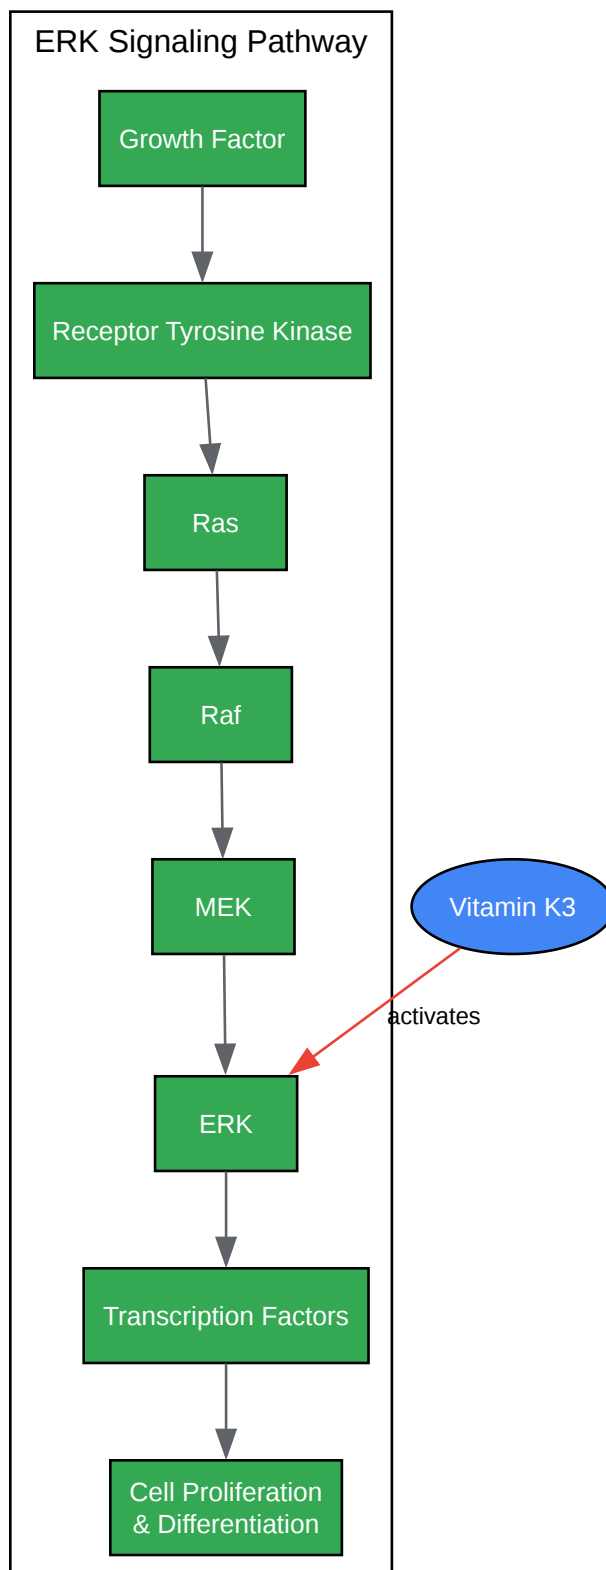 ERK Signaling Pathway
Growth Factor
Receptor Tyrosine Kinase
Ras
Raf
MEK
Vitamin K3
activates
ERK
Transcription Factors
Cell Proliferation
& Differentiation